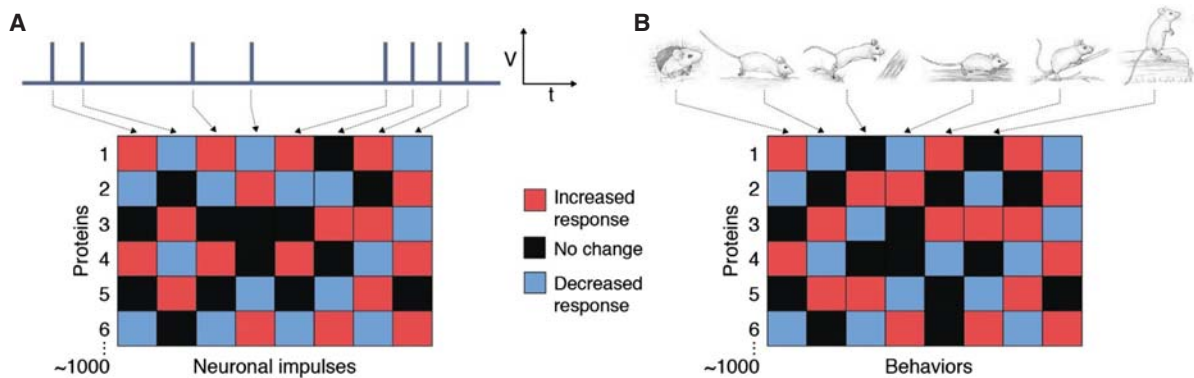 A
V
t
1
2
3
4
5
6
~1000
Proteins
Neuronal impulses
Increased
response
No change
Decreased
response
B
1
2
3
4
5
6
~1000
Proteins
Behaviors